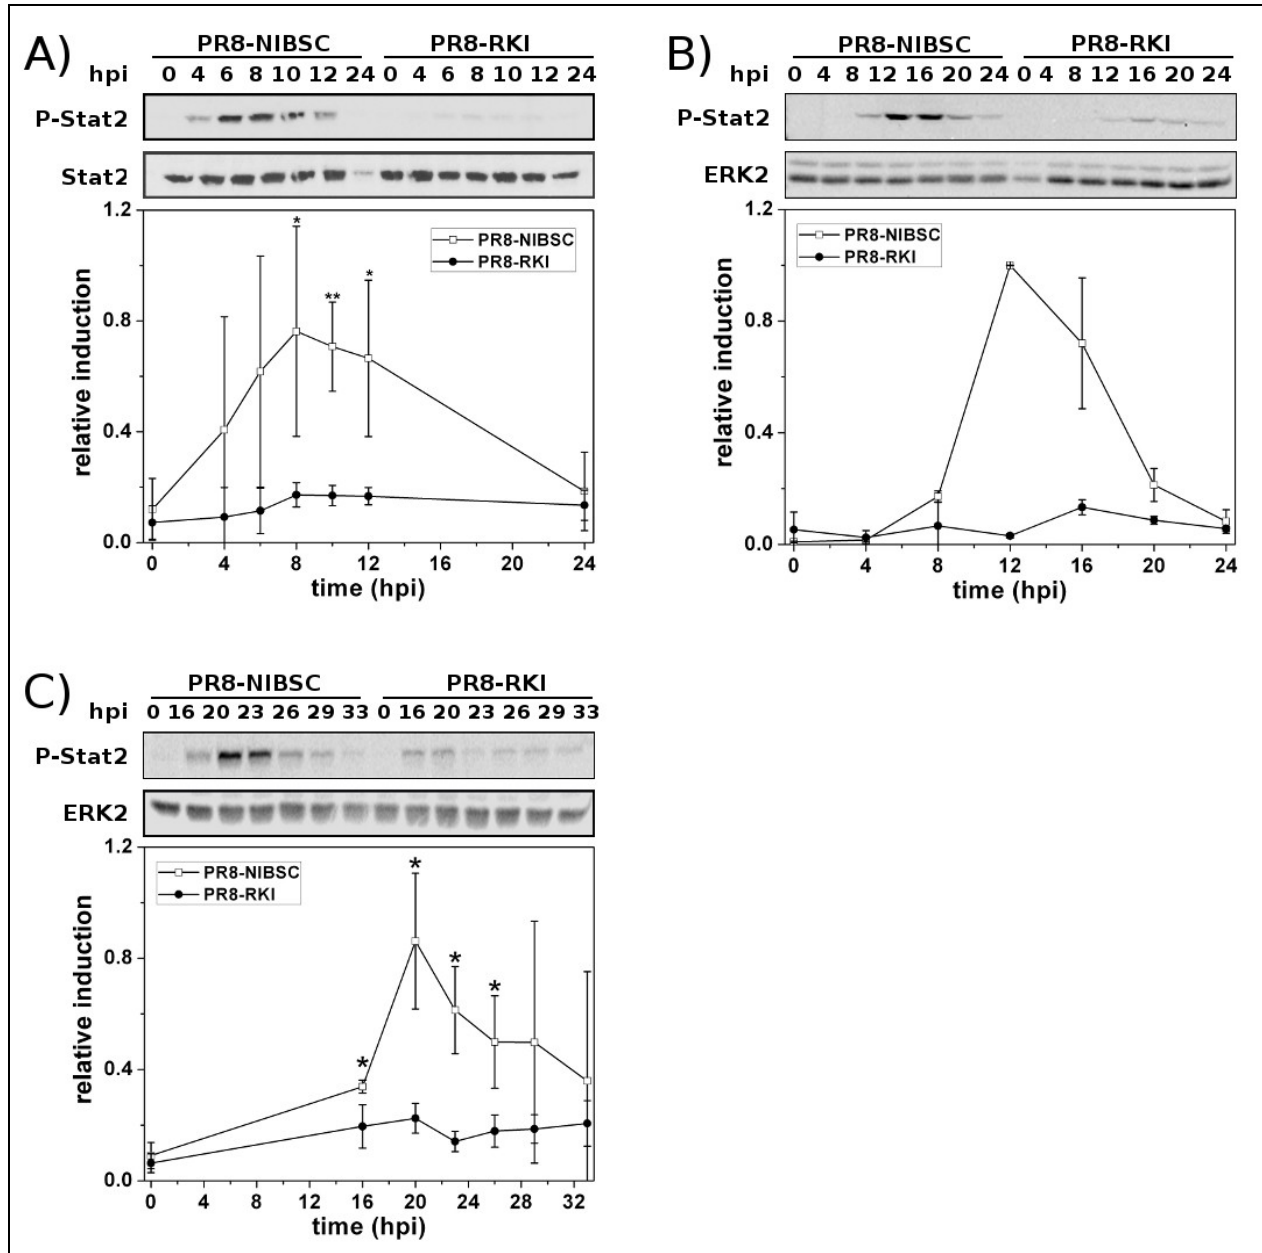 A)
PR8-NIBSC PR8-RKI
hpi 0 4 6 8 10 12 24 0 4 6 8 10 12 24
P-Stat2
Stat2
1.2
0.8
0.4
0.0
relative induction
PR8-NIBSC
PR8-RKI
* ** *
0 4 8 12 16 20 24
time (hpi)
B)
PR8-NIBSC PR8-RKI
hpi 0 4 8 12 16 20 24 0 4 8 12 16 20 24
P-Stat2
ERK2
1.2
0.8
0.4
0.0
relative induction
PR8-NIBSC
PR8-RKI
0 4 8 12 16 20 24
time (hpi)
C)
PR8-NIBSC PR8-RKI
hpi 0 16 20 23 26 29 33 0 16 20 23 26 29 33
P-Stat2
ERK2
1.2
0.8
0.4
0.0
relative induction
PR8-NIBSC
PR8-RKI
* * * *
0 4 8 12 16 20 24 28 32
time (hpi)